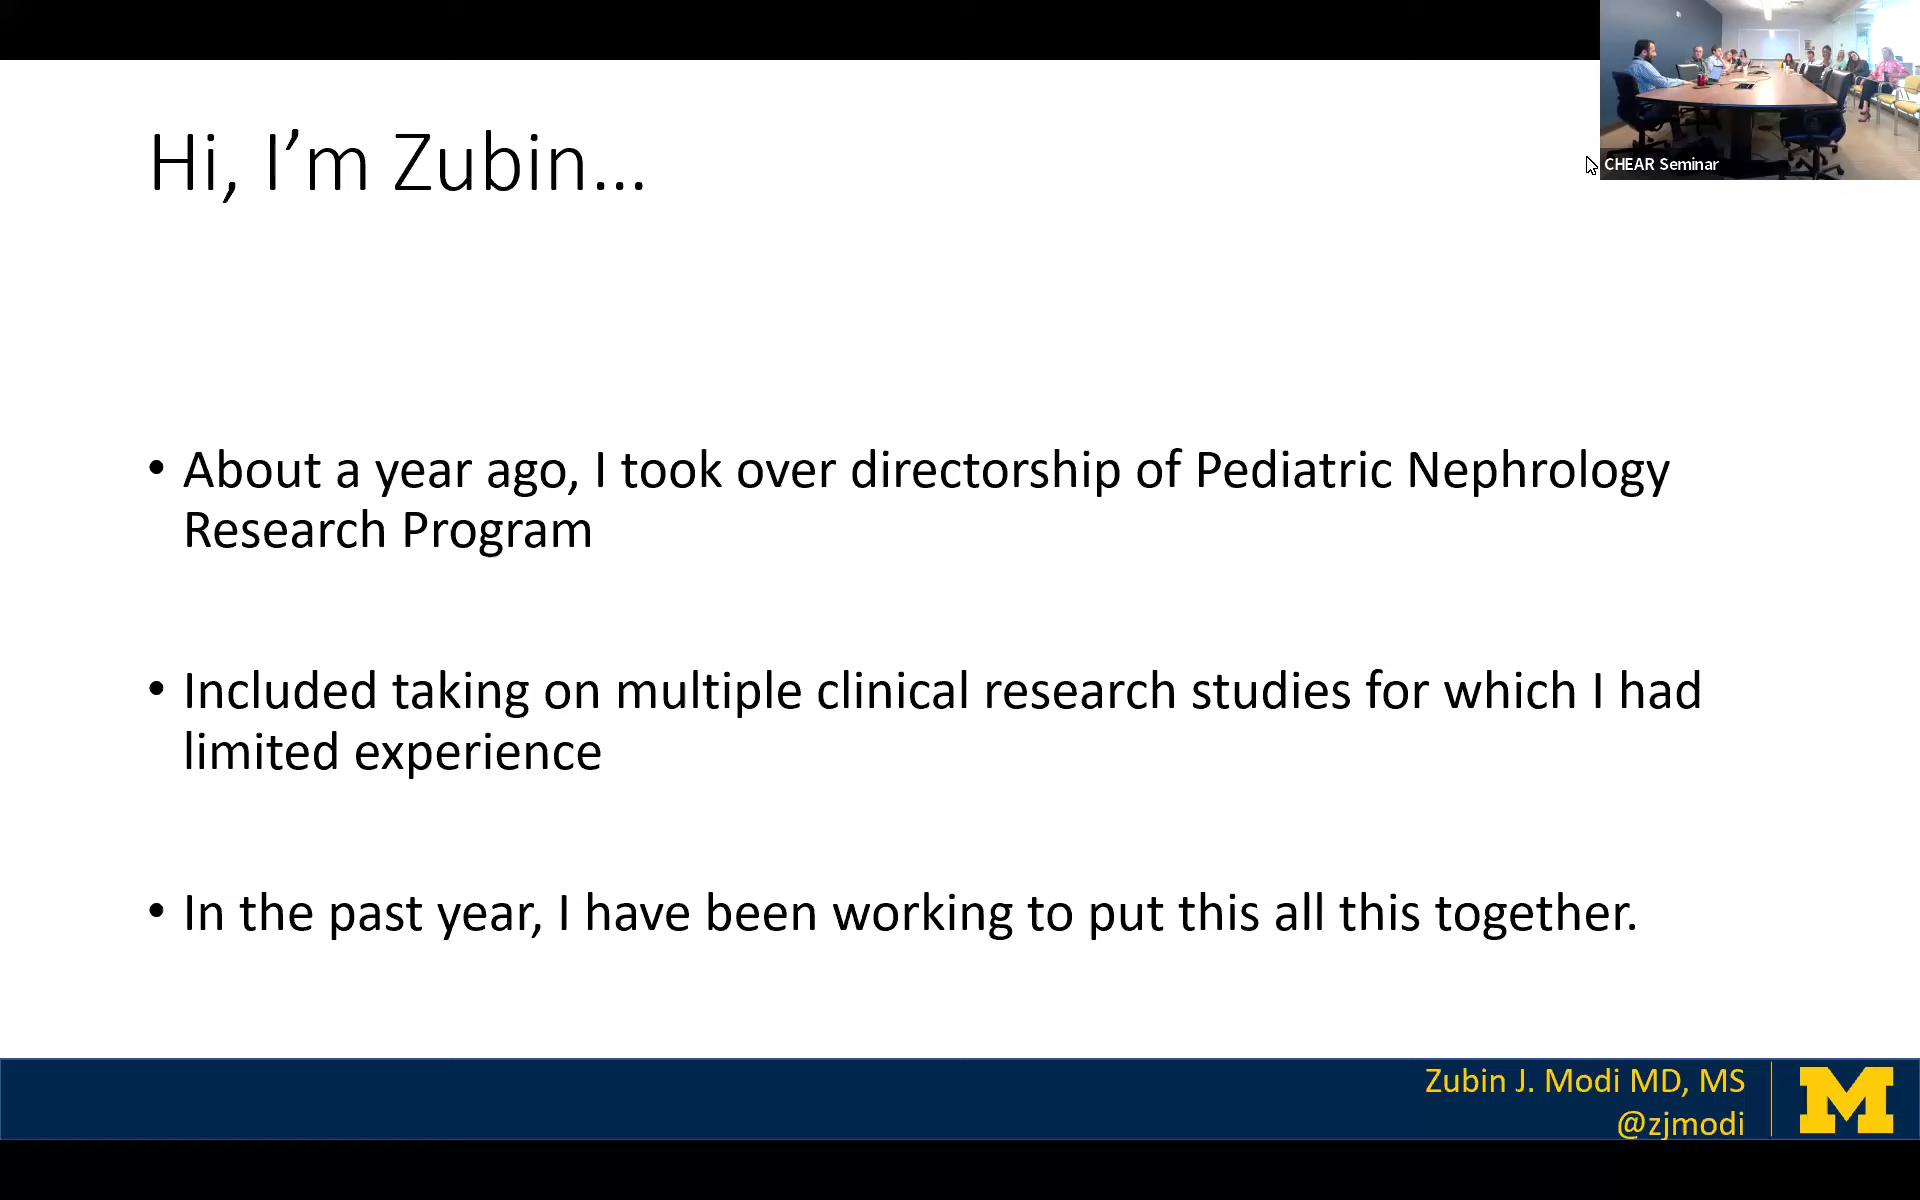 CHEAR Seminar
Hi, I’m Zubin...
• About a year ago, I took over directorship of Pediatric Nephrology
Research Program
• Included taking on multiple clinical research studies for which I had
limited experience
• In the past year, I have been working to put this all this together.
Zubin J. Modi MD, MS
@zjmodi
M